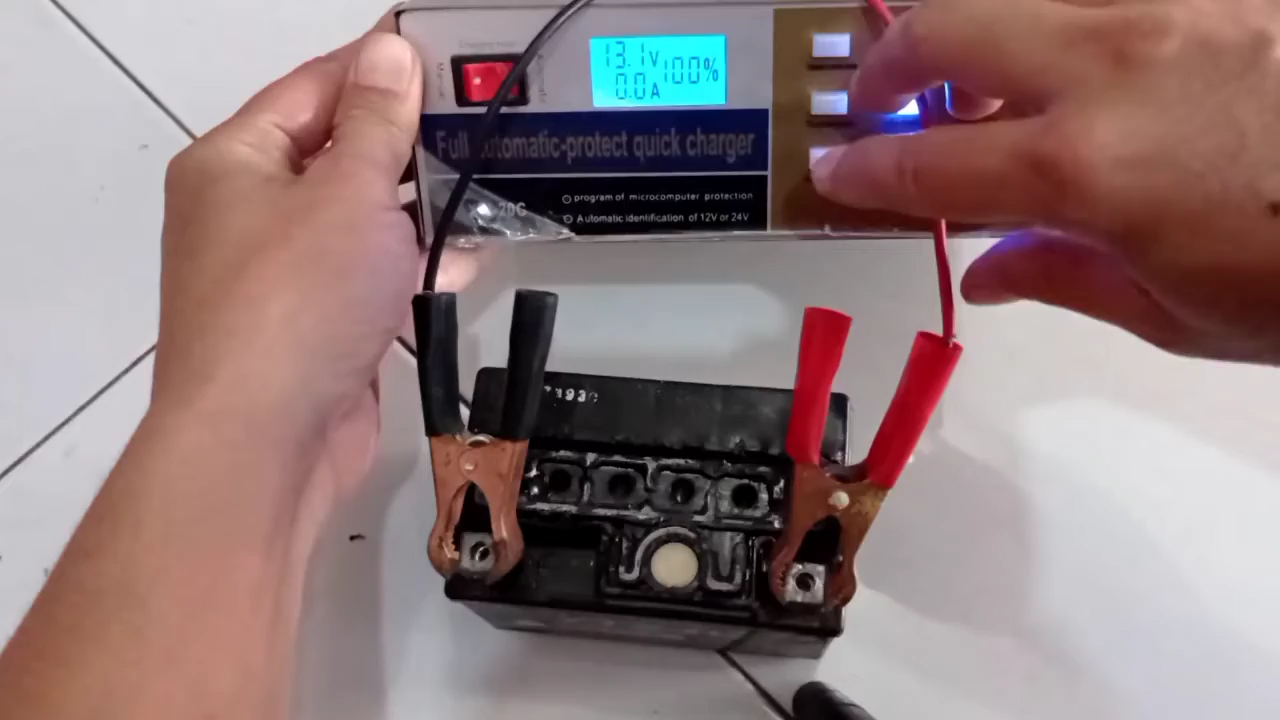 13.1V
0.0A
100%
Full automatic-protect quick charger
program of microcomputer protection
20C
Automatic identification of 12V or 24V